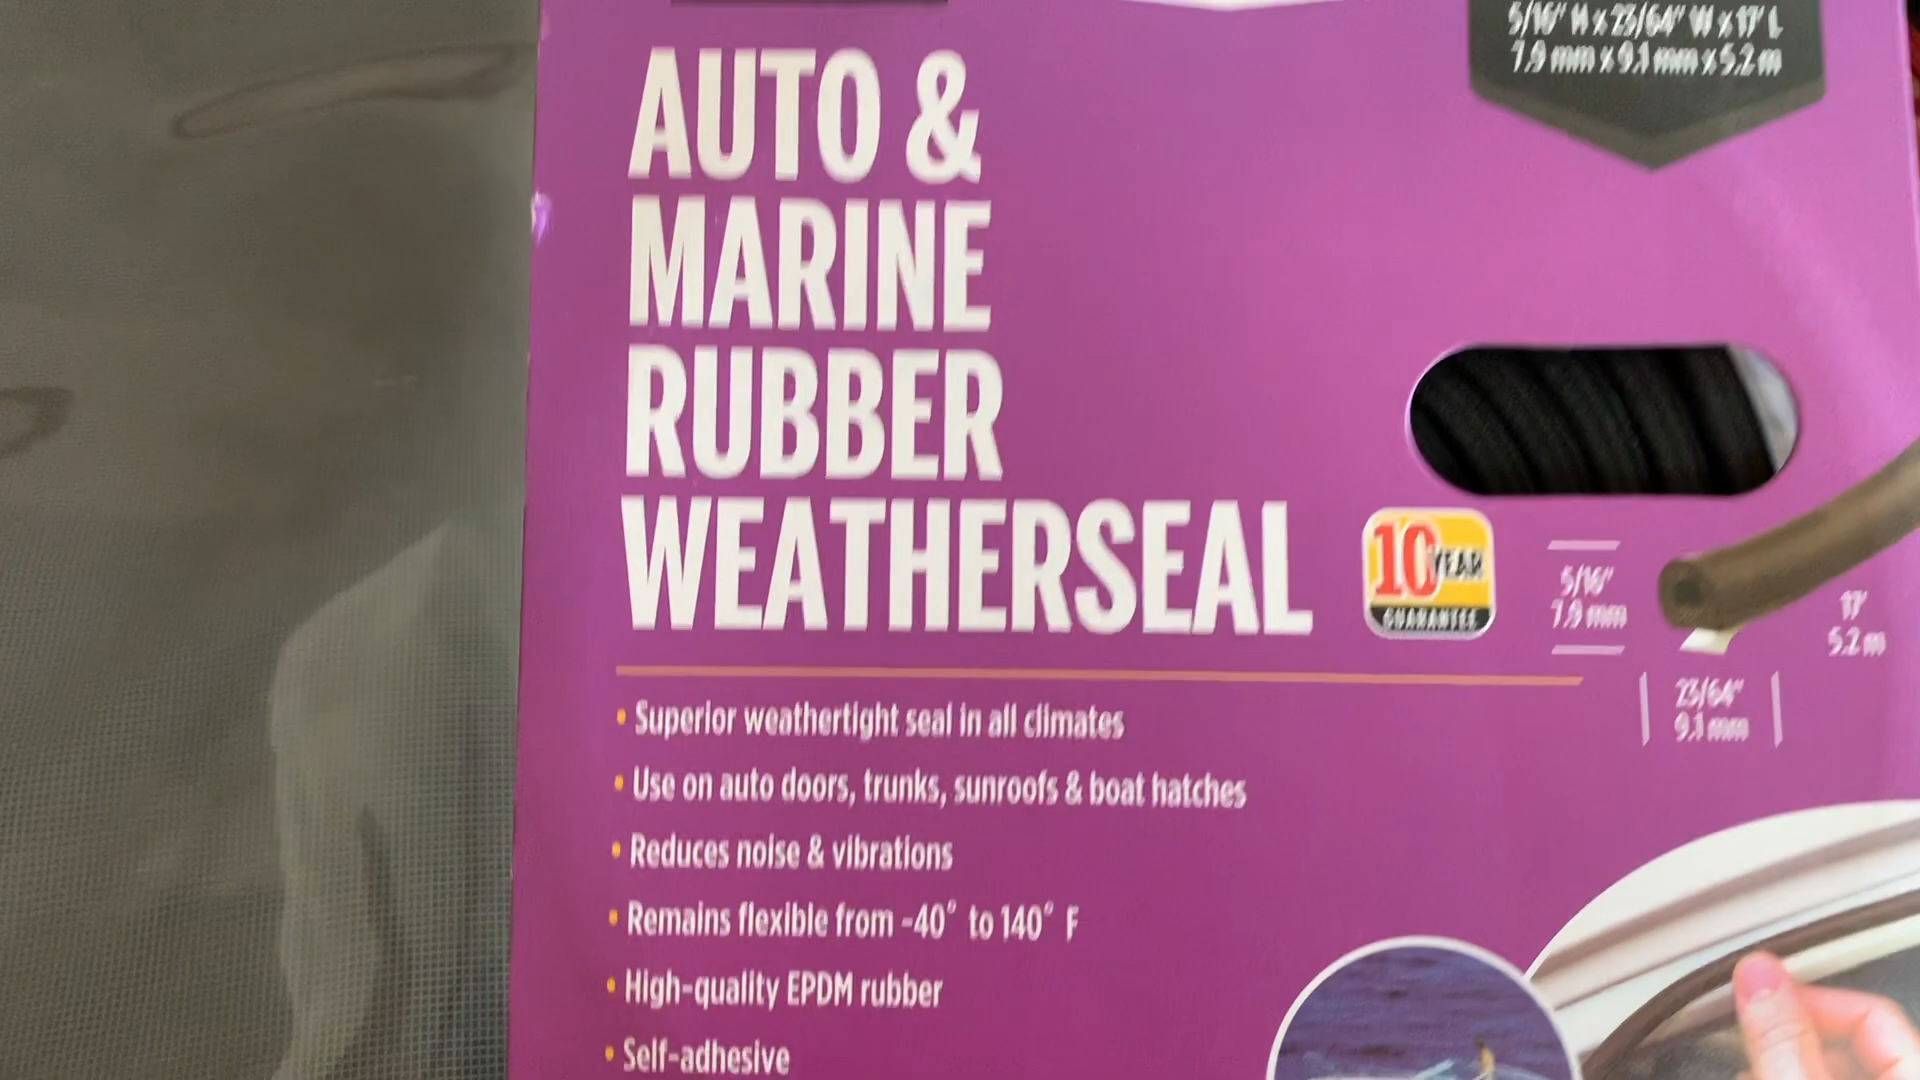 5/16" H x 23/64" W x 17' L
7.9 mm x 9.1 mm x 5.2 m
AUTO &
MARINE
RUBBER
WEATHERSEAL
10 YEAR
GUARANTEE
5/16"
7.9 mm
17'
5.2 m
23/64"
9.1 mm
• Superior weathertight seal in all climates
• Use on auto doors, trunks, sunroofs & boat hatches
• Reduces noise & vibrations
• Remains flexible from -40° to 140° F
• High-quality EPDM rubber
• Self-adhesive